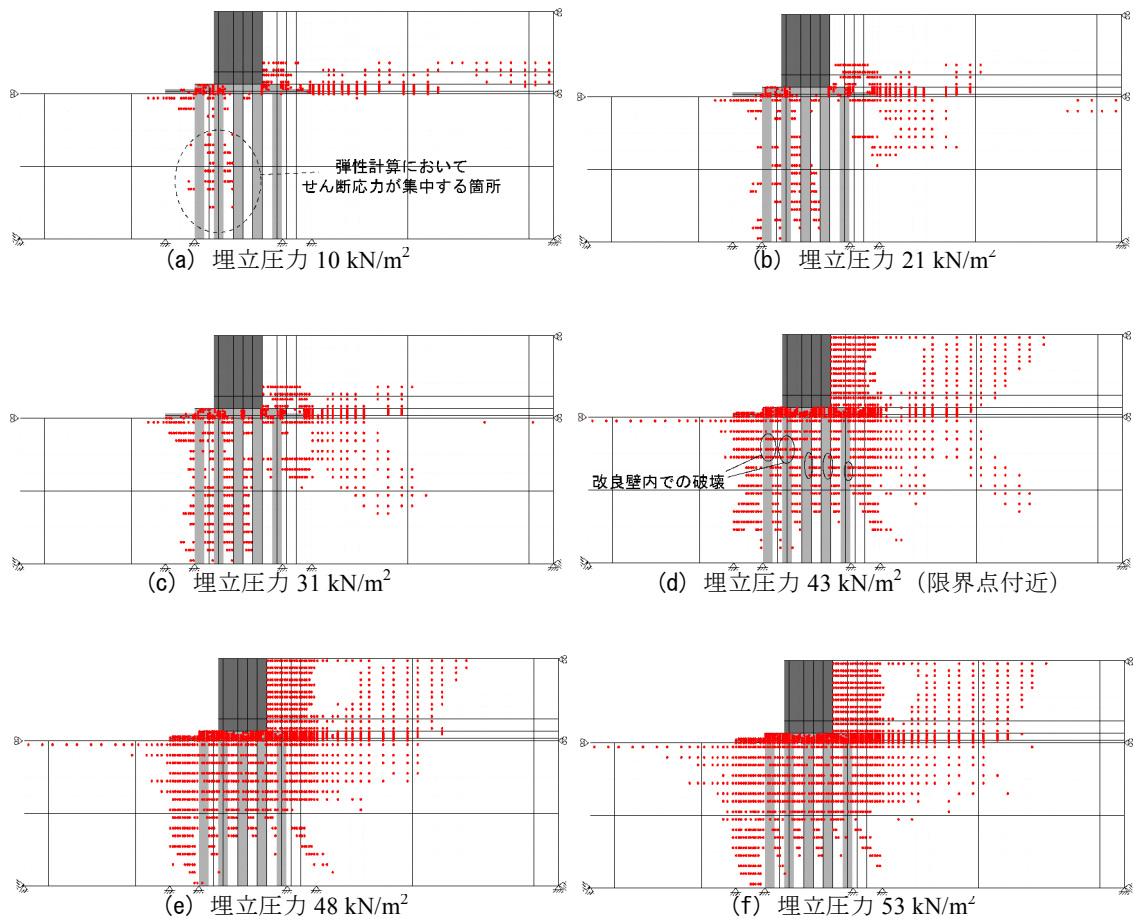 弾性計算において
せん断応力が集中する箇所
(a) 埋立圧力 10 kN/m²
(b) 埋立圧力 21 kN/m²
(c) 埋立圧力 31 kN/m²
改良壁内での破壊
(d) 埋立圧力 43 kN/m²（限界点付近）
(e) 埋立圧力 48 kN/m²
(f) 埋立圧力 53 kN/m²